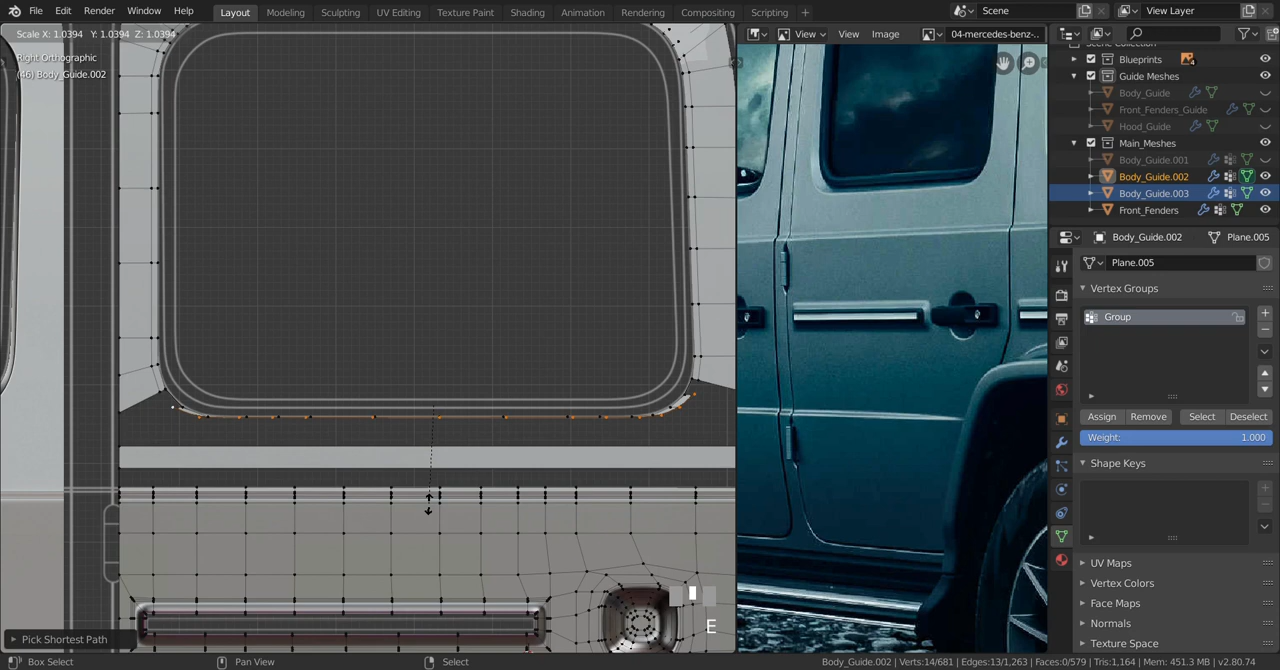 File Edit Render Window Help
Layout Modeling Sculpting UV Editing Texture Paint Shading Animation Rendering Compositing Scripting +
Scene
View Layer
Scale X: 1.0394 Y: 1.0394 Z: 1.0394
Right Orthographic
(46) Body_Guide.002
View View Image 04-mercedes-benz-..
Scene Collection
Blueprints 4
Guide Meshes
Body_Guide
Front_Fenders_Guide
Hood_Guide
Main_Meshes
Body_Guide.001
Body_Guide.002
Body_Guide.003
Front_Fenders
Body_Guide.002 Plane.005
Plane.005
Vertex Groups
Group
Assign Remove Select Deselect
Weight: 1.000
Shape Keys
UV Maps
Vertex Colors
Face Maps
Normals
Texture Space
E
Pick Shortest Path
Box Select Pan View Select
Body_Guide.002 | Verts:14/681 | Edges:13/1,263 | Faces:0/579 | Tris:1,164 | Mem: 451.3 MB | v2.80.74